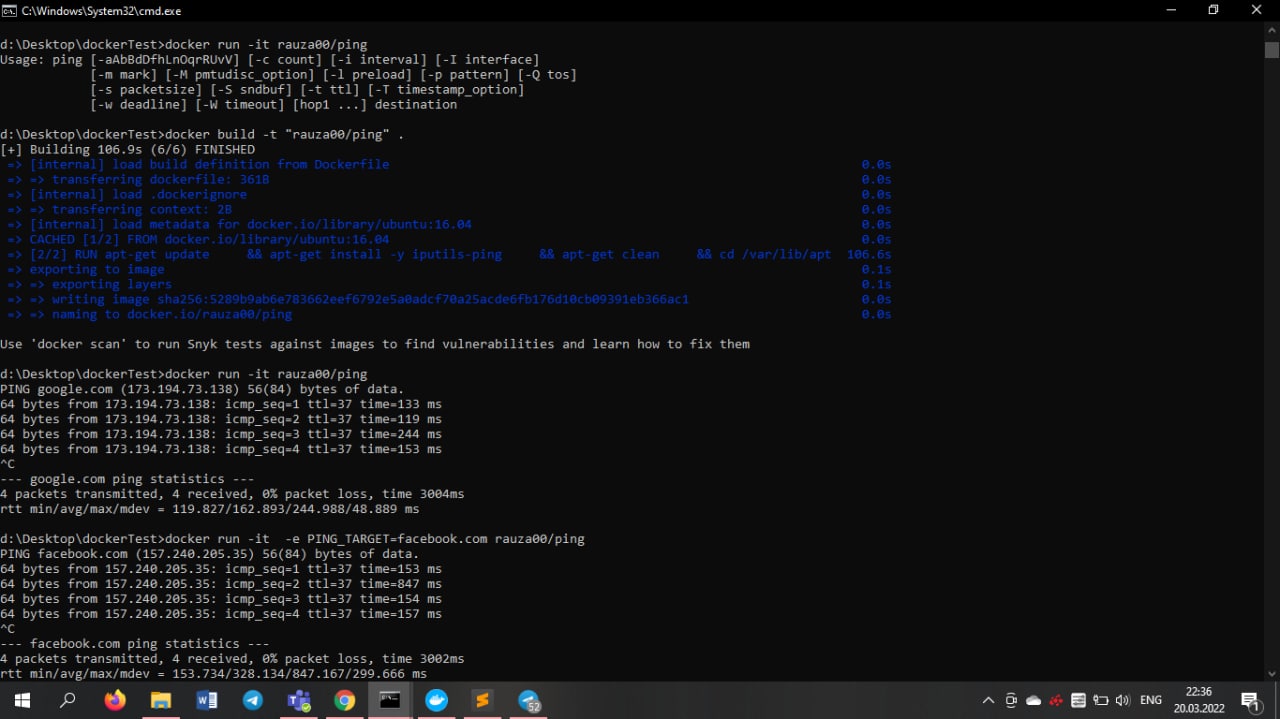 C:\Windows\System32\cmd.exe
d:\Desktop\dockerTest>docker run -it rauza00/ping
Usage: ping [-aAbBdDfhLnOqrRUvV] [-c count] [-i interval] [-I interface]
[-m mark] [-M pmtudisc_option] [-l preload] [-p pattern] [-Q tos]
[-s packetsize] [-S sndbuf] [-t ttl] [-T timestamp_option]
[-w deadline] [-W timeout] [hop1 ...] destination
d:\Desktop\dockerTest>docker build -t "rauza00/ping" .
[+] Building 106.9s (6/6) FINISHED
=> [internal] load build definition from Dockerfile 0.0s
=> => transferring dockerfile: 361B 0.0s
=> [internal] load .dockerignore 0.0s
=> => transferring context: 2B 0.0s
=> [internal] load metadata for docker.io/library/ubuntu:16.04 0.0s
=> CACHED [1/2] FROM docker.io/library/ubuntu:16.04 0.0s
=> [2/2] RUN apt-get update && apt-get install -y iputils-ping && apt-get clean && cd /var/lib/apt 106.6s
=> exporting to image 0.1s
=> => exporting layers 0.1s
=> => writing image sha256:5289b9ab6e783662eef6792e5a0adcf70a25acde6fb176d10cb09391eb366ac1 0.0s
=> => naming to docker.io/rauza00/ping 0.0s
Use 'docker scan' to run Snyk tests against images to find vulnerabilities and learn how to fix them
d:\Desktop\dockerTest>docker run -it rauza00/ping
PING google.com (173.194.73.138) 56(84) bytes of data.
64 bytes from 173.194.73.138: icmp_seq=1 ttl=37 time=133 ms
64 bytes from 173.194.73.138: icmp_seq=2 ttl=37 time=119 ms
64 bytes from 173.194.73.138: icmp_seq=3 ttl=37 time=244 ms
64 bytes from 173.194.73.138: icmp_seq=4 ttl=37 time=153 ms
^C
--- google.com ping statistics ---
4 packets transmitted, 4 received, 0% packet loss, time 3004ms
rtt min/avg/max/mdev = 119.827/162.893/244.988/48.889 ms
d:\Desktop\dockerTest>docker run -it  -e PING_TARGET=facebook.com rauza00/ping
PING facebook.com (157.240.205.35) 56(84) bytes of data.
64 bytes from 157.240.205.35: icmp_seq=1 ttl=37 time=153 ms
64 bytes from 157.240.205.35: icmp_seq=2 ttl=37 time=847 ms
64 bytes from 157.240.205.35: icmp_seq=3 ttl=37 time=154 ms
64 bytes from 157.240.205.35: icmp_seq=4 ttl=37 time=157 ms
^C
--- facebook.com ping statistics ---
4 packets transmitted, 4 received, 0% packet loss, time 3002ms
rtt min/avg/max/mdev = 153.734/328.134/847.167/299.666 ms
52
ENG
22:36
20.03.2022
1